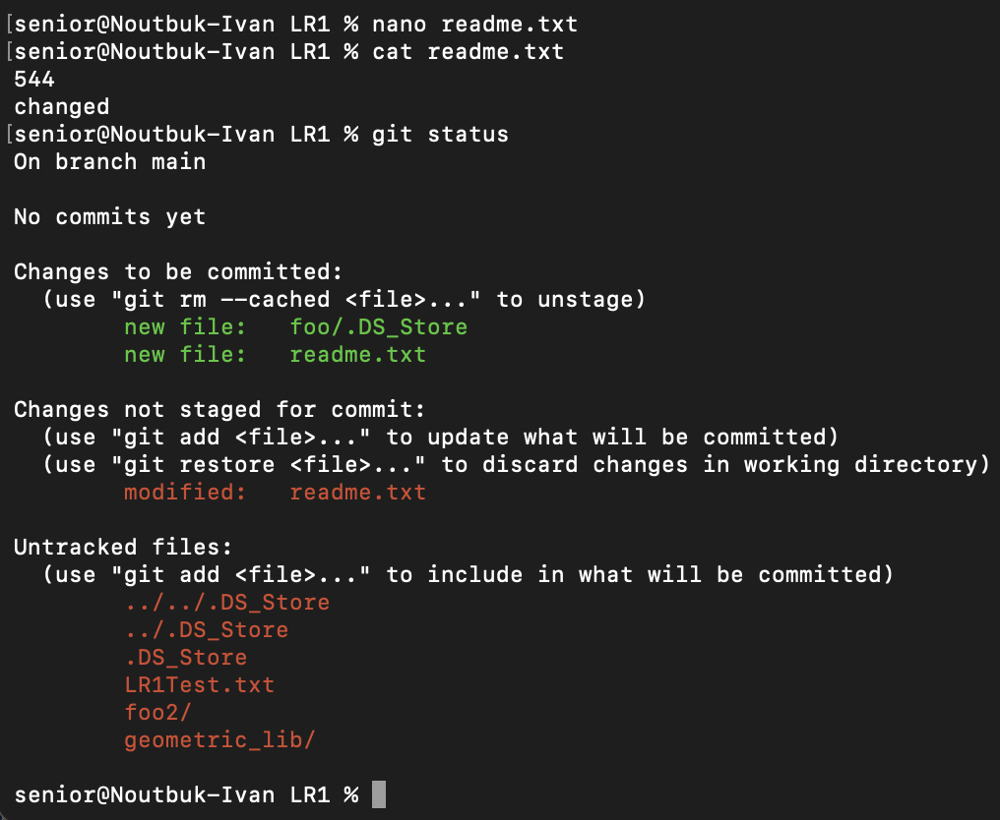 [senior@Noutbuk-Ivan LR1 % nano readme.txt
[senior@Noutbuk-Ivan LR1 % cat readme.txt
544
changed
[senior@Noutbuk-Ivan LR1 % git status
On branch main
No commits yet
Changes to be committed:
(use "git rm --cached <file>..." to unstage)
new file: foo/.DS_Store
new file: readme.txt
Changes not staged for commit:
(use "git add <file>..." to update what will be committed)
(use "git restore <file>..." to discard changes in working directory)
modified: readme.txt
Untracked files:
(use "git add <file>..." to include in what will be committed)
../../.DS_Store
../.DS_Store
.DS_Store
LR1Test.txt
foo2/
geometric_lib/
senior@Noutbuk-Ivan LR1 %